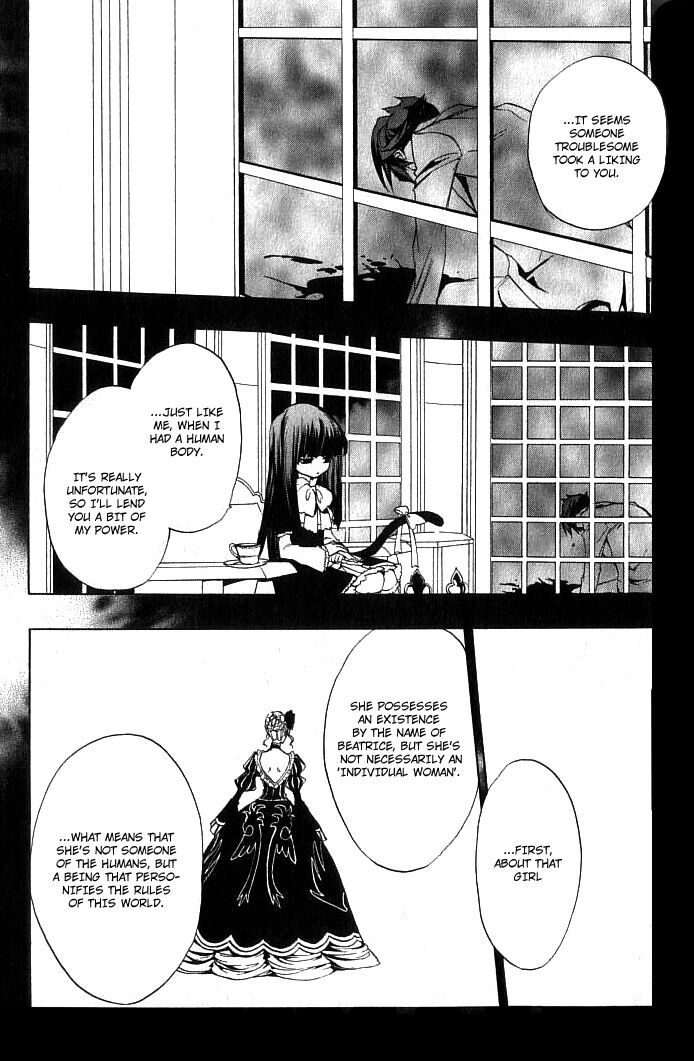 ...IT SEEMS
SOMEONE
TROUBLESOME
TOOK A LIKING
TO YOU.
...JUST LIKE
ME, WHEN I
HAD A HUMAN
BODY.
IT'S REALLY
UNFORTUNATE,
SO I'LL LEND
YOU A BIT OF
MY POWER.
...FIRST,
ABOUT THAT
GIRL
SHE POSSESSES
AN EXISTENCE
BY THE NAME OF
BEATRICE, BUT SHE'S
NOT NECESSARILY AN
'INDIVIDUAL WOMAN'.
...WHAT MEANS THAT
SHE'S NOT SOMEONE
OF THE HUMANS, BUT
A BEING THAT PERSO-
NIFIES THE RULES
OF THIS WORLD.